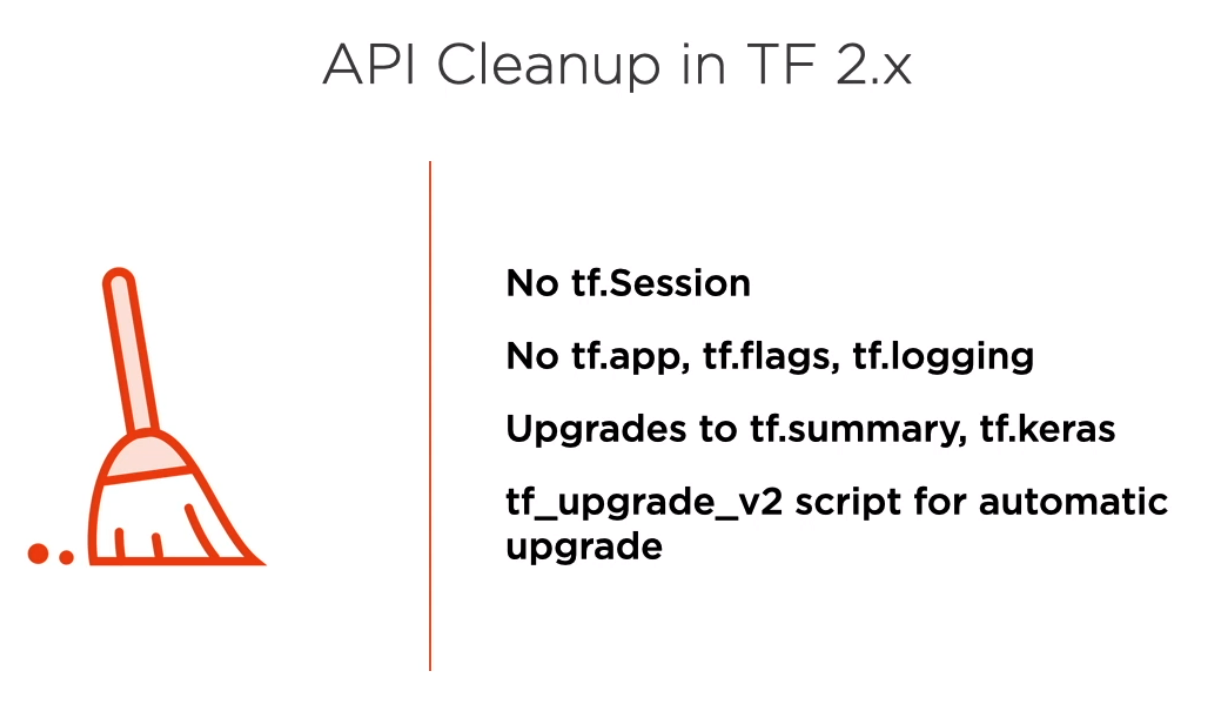 API Cleanup in TF 2.x
No tf.Session
No tf.app, tf.flags, tf.logging
Upgrades to tf.summary, tf.keras
tf_upgrade_v2 script for automatic
upgrade